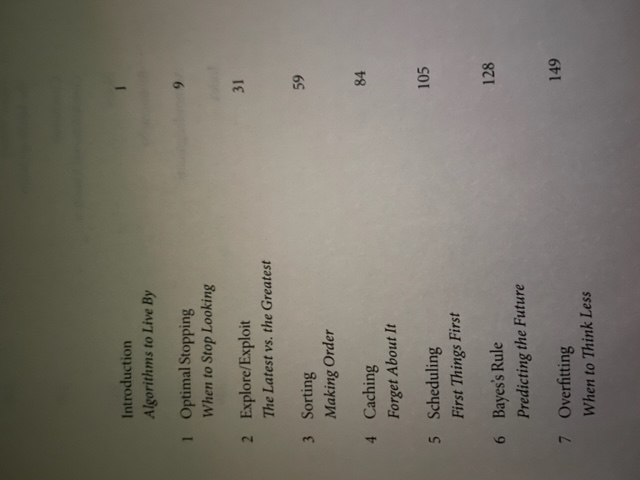 Introduction 1
Algorithms to Live By
1 Optimal Stopping 9
When to Stop Looking
2 Explore/Exploit 31
The Latest vs. the Greatest
3 Sorting 59
Making Order
4 Caching 84
Forget About It
5 Scheduling 105
First Things First
6 Bayes's Rule 128
Predicting the Future
7 Overfitting 149
When to Think Less